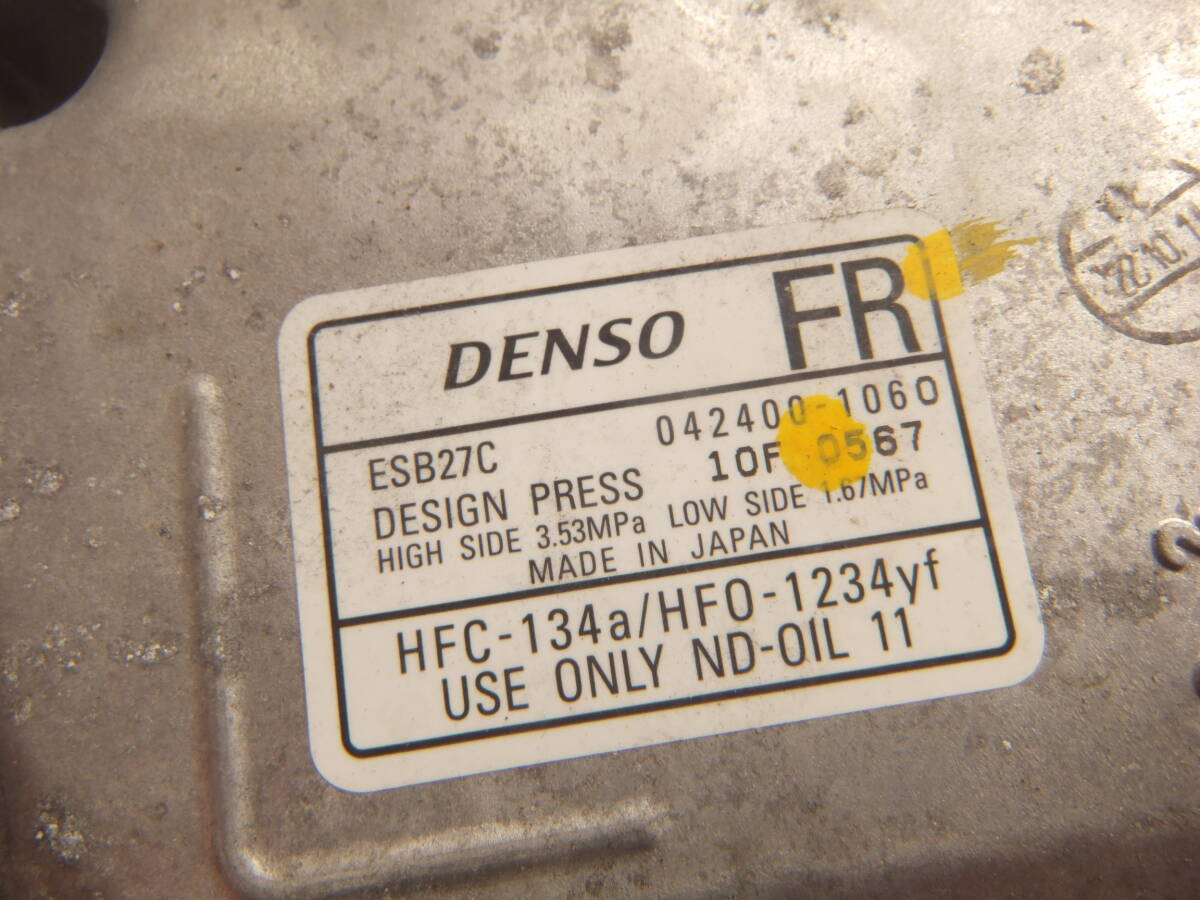 DENSO FR
042400-1060
ESB27C
10F 0567
DESIGN PRESS
HIGH SIDE 3.53MPa LOW SIDE 1.67MPa
MADE IN JAPAN
HFC-134a/HFO-1234yf
USE ONLY ND-OIL 11